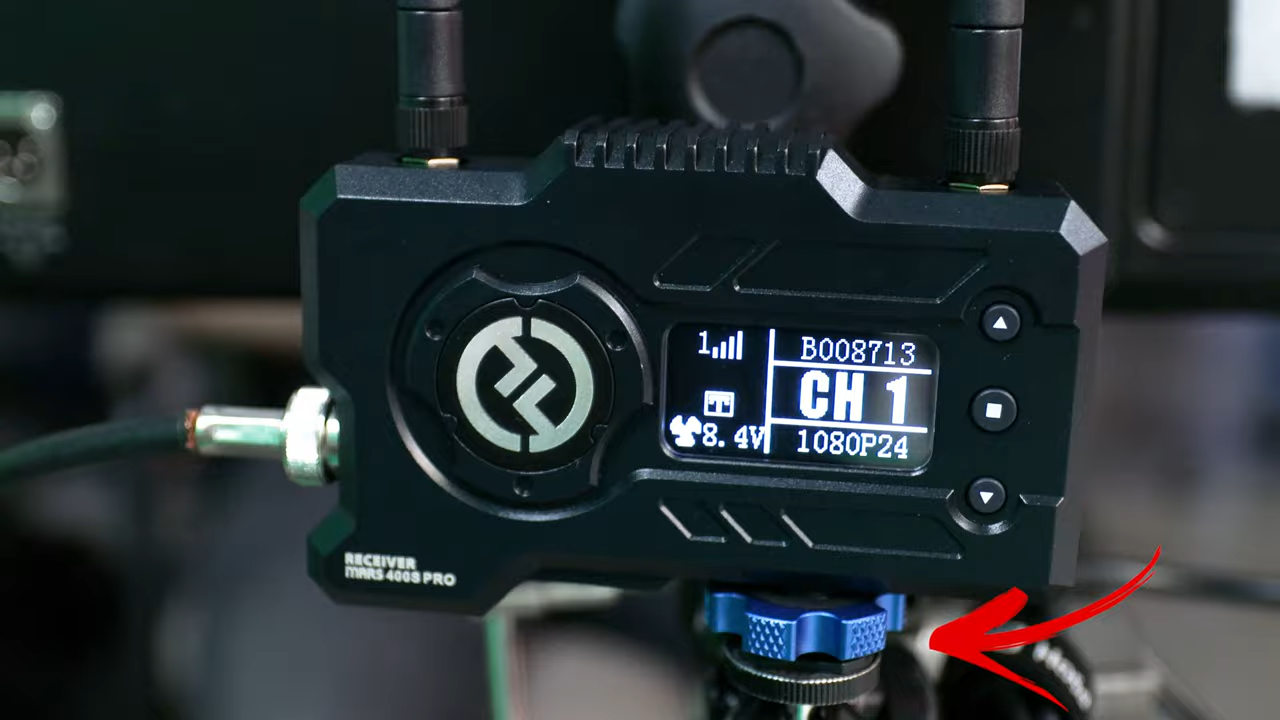 1
B008713
CH 1
8.4V
1080P24
RECEIVER
MARS 400S PRO